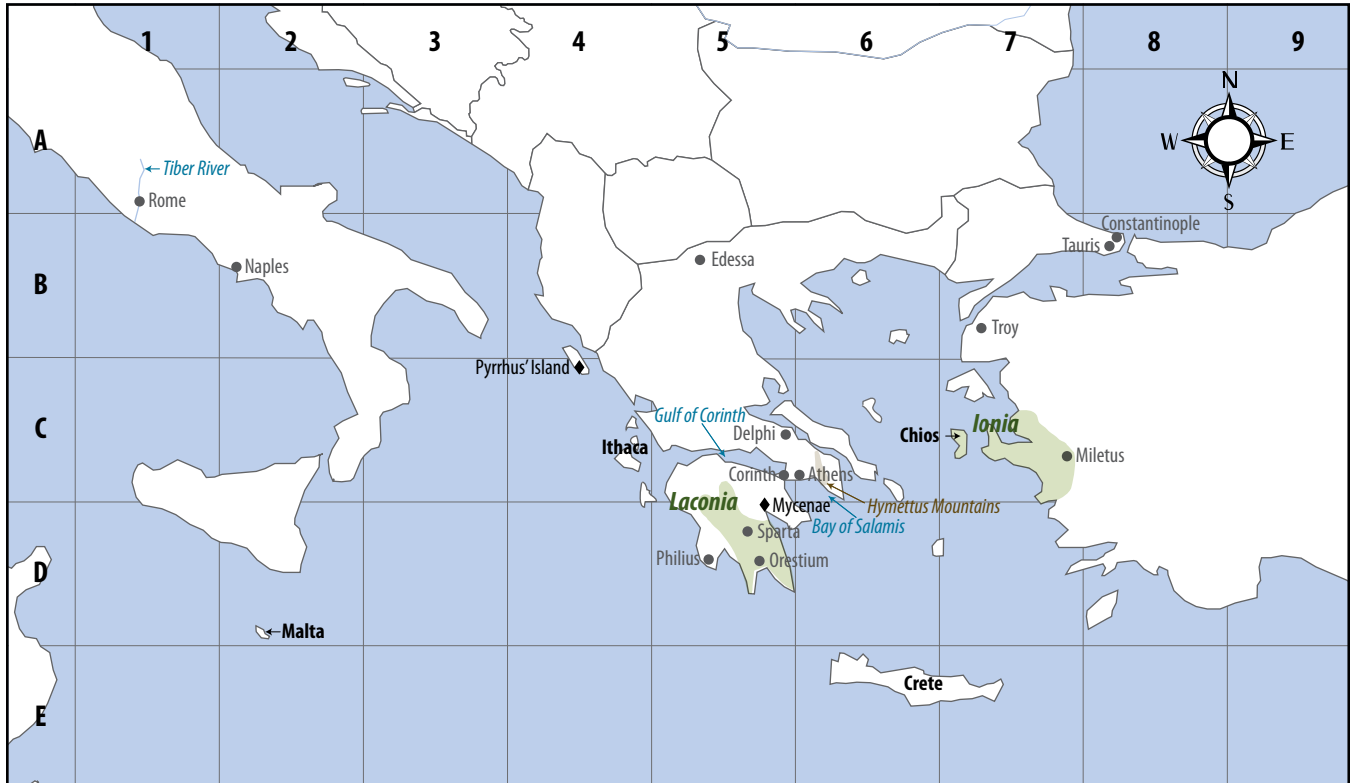 1 2 3 4 5 6 7 8 9
N
A
W E
Tiber River
Rome
S
Constantinople
Tauris
Naples
Edessa
B
Troy
Pyrrhus’ Island
Gulf of Corinth
Ionia
C
Delphi
Chios
Ithaca
Miletus
Corinth
Athens
Laconia
Mycenae
Hymettus Mountains
Bay of Salamis
Sparta
Philius
Orestium
D
Malta
Crete
E